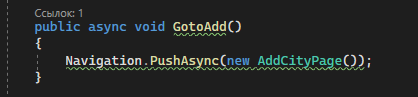 Ссылок: 1
public async void GotoAdd()
{
Navigation.PushAsync(new AddCityPage());
}